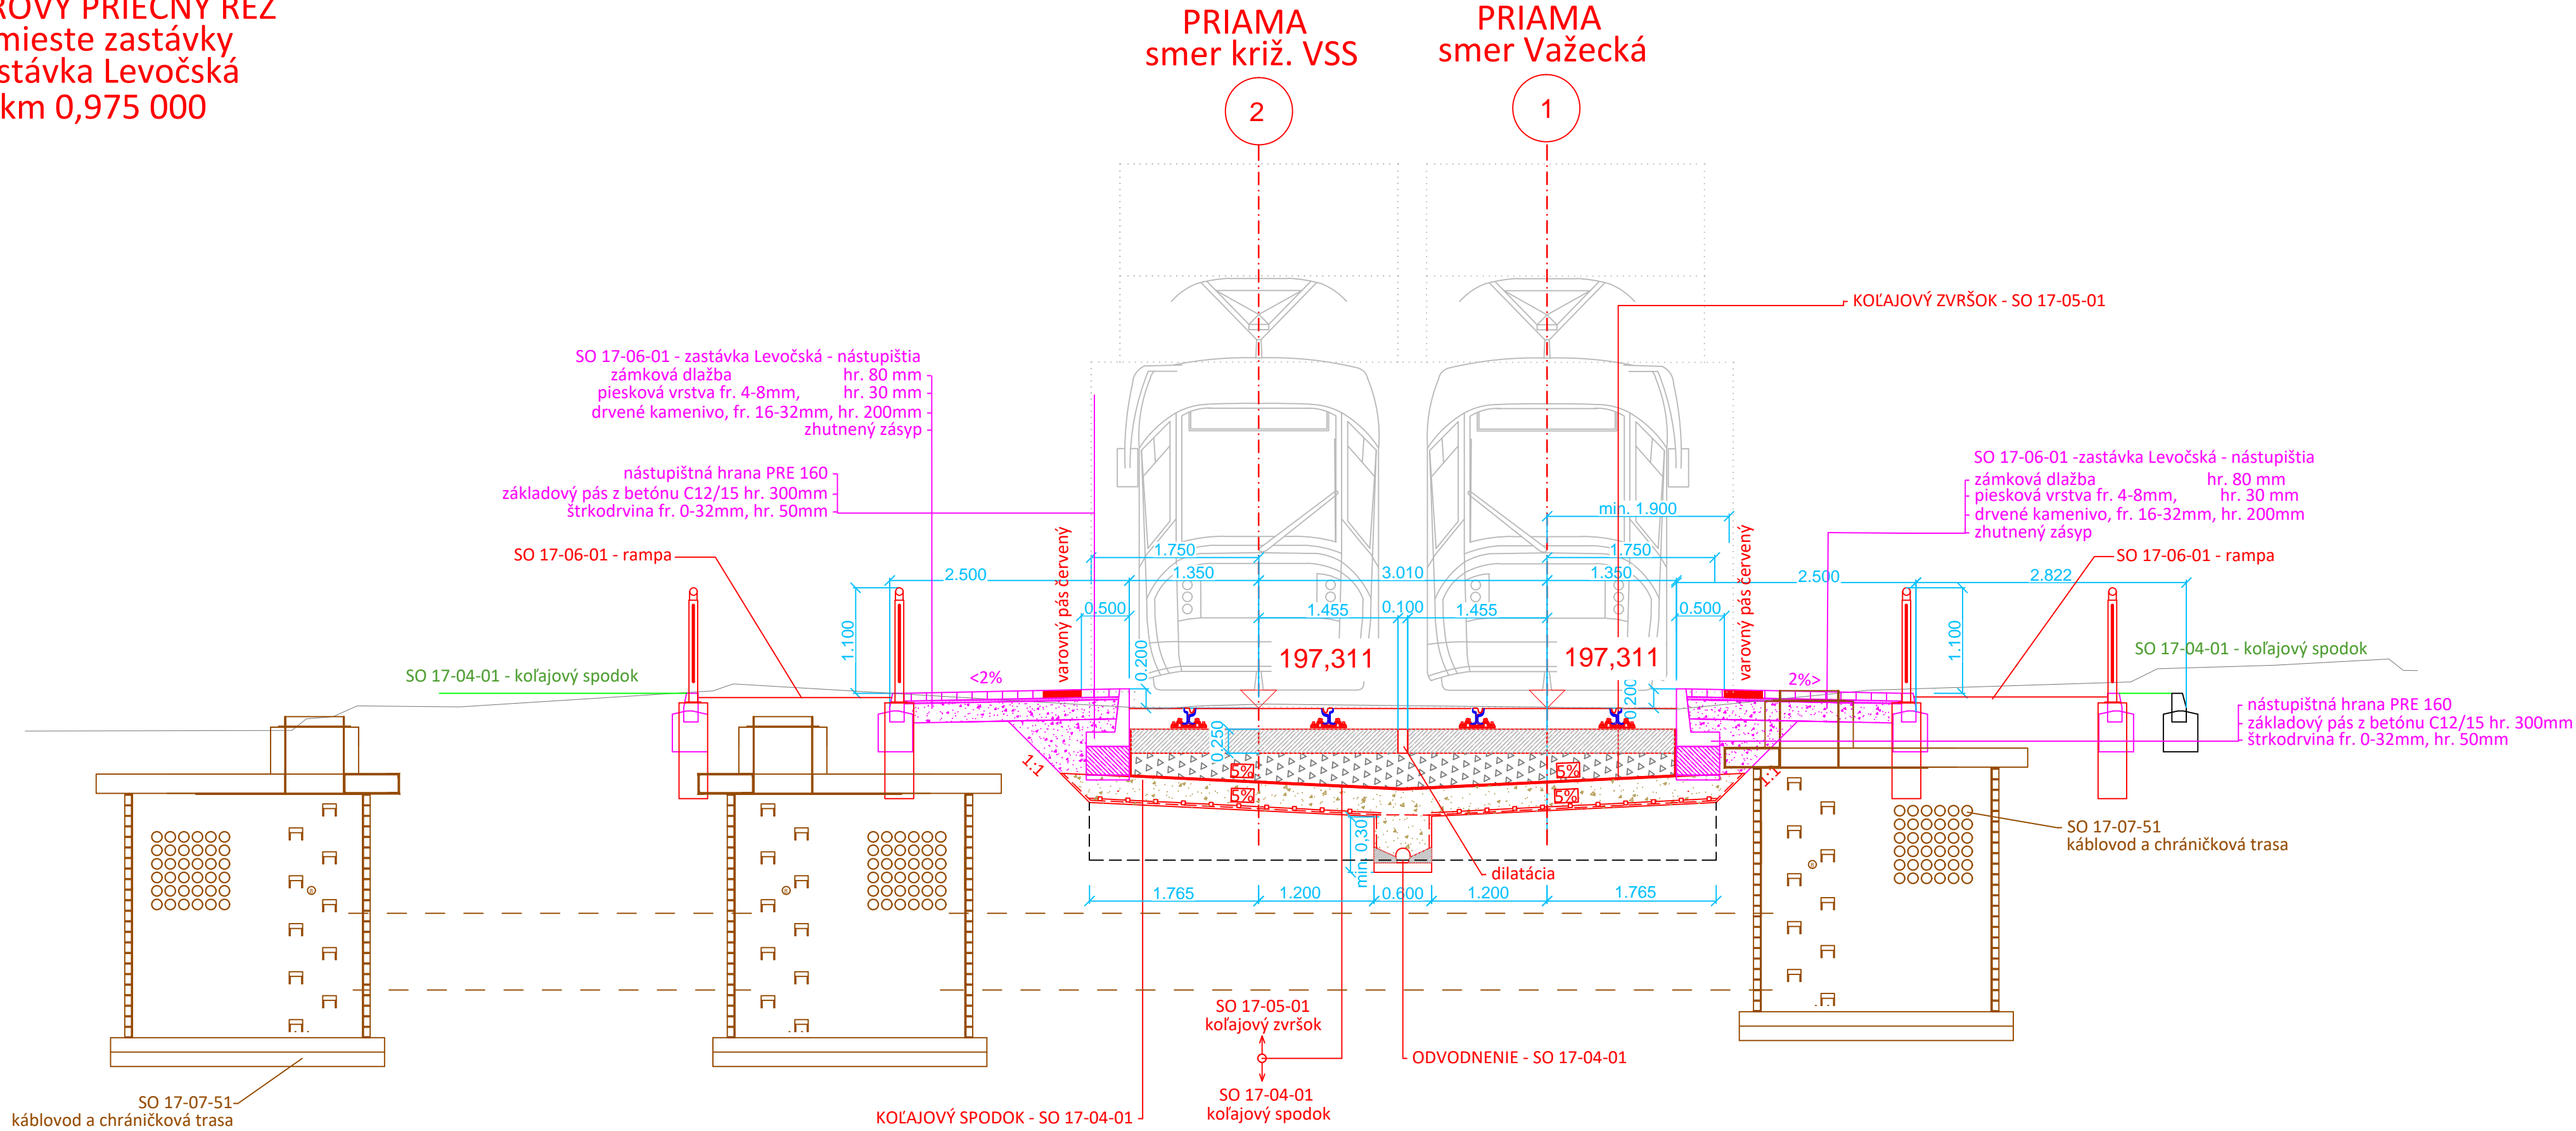 ROVÝ PRIEČNY REZ
mieste zastávky
stávka Levočská
km 0,975 000
PRIAMA
smer križ. VSS
2
PRIAMA
smer Važecká
1
KOĽAJOVÝ ZVRŠOK - SO 17-05-01
SO 17-06-01 - zastávka Levočská - nástupištia
zámková dlažba hr. 80 mm
piesková vrstva fr. 4-8mm, hr. 30 mm
drvené kamenivo, fr. 16-32mm, hr. 200mm
zhutnený zásyp
nástupištná hrana PRE 160
základový pás z betónu C12/15 hr. 300mm
štrkodrvina fr. 0-32mm, hr. 50mm
SO 17-06-01 - rampa
SO 17-04-01 - koľajový spodok
SO 17-06-01 -zastávka Levočská - nástupištia
zámková dlažba hr. 80 mm
piesková vrstva fr. 4-8mm, hr. 30 mm
drvené kamenivo, fr. 16-32mm, hr. 200mm
zhutnený zásyp
SO 17-06-01 - rampa
SO 17-04-01 - koľajový spodok
nástupištná hrana PRE 160
základový pás z betónu C12/15 hr. 300mm
štrkodrvina fr. 0-32mm, hr. 50mm
varovný pás červený
varovný pás červený
min. 1.900
1.750
1.750
2.500
1.350
3.010
1.350
2.500
2.822
0.500
1.455
0.100
1.455
0.500
1.100
0.200
197,311
197,311
0.200
1.100
<2%
2%>
0.250
1:1
5%
5%
1:1
5%
5%
min. 0,30
dilatácia
1.765
1.200
0.600
1.200
1.765
SO 17-07-51
káblovod a chráničková trasa
SO 17-05-01
koľajový zvršok
ODVODNENIE - SO 17-04-01
SO 17-04-01
koľajový spodok
KOĽAJOVÝ SPODOK - SO 17-04-01
SO 17-07-51
káblovod a chráničková trasa